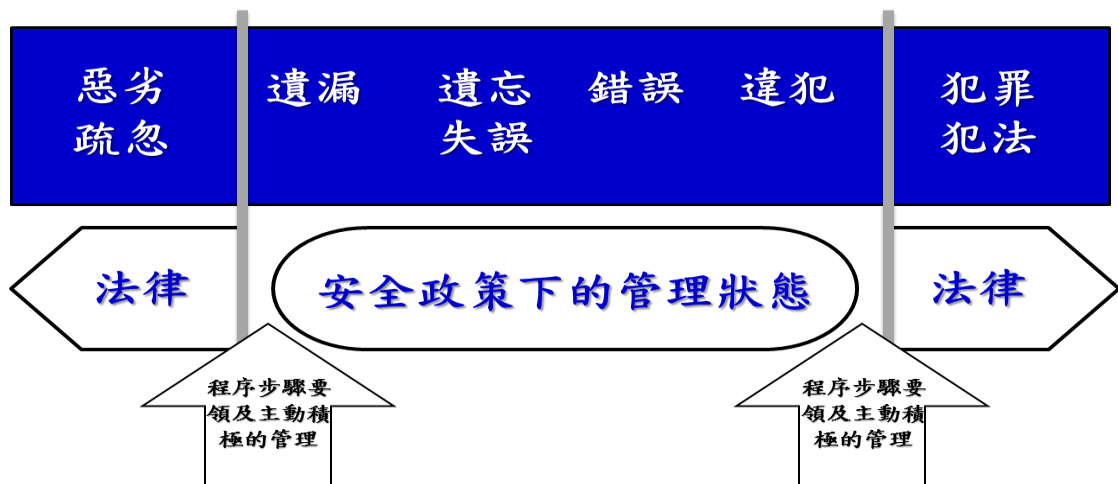 惡劣 遺漏 遺忘 錯誤 違犯 犯罪
疏忽 失誤 犯法
法律 安全政策下的管理狀態 法律
程序步驟要
領及主動積
極的管理
程序步驟要
領及主動積
極的管理